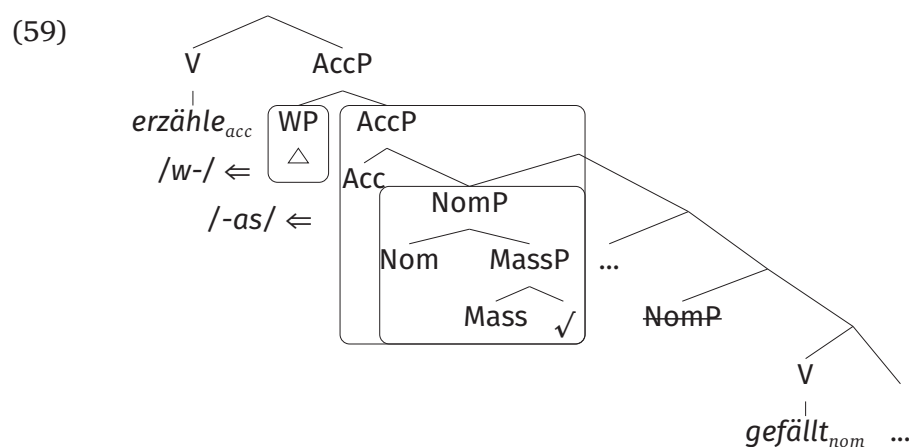 (59)
V AccP
erzähle_acc WP AccP
/w-/ ⇐ Acc
/-as/ ⇐ NomP
Nom MassP ...
Mass √ NomP
V
gefällt_nom ...